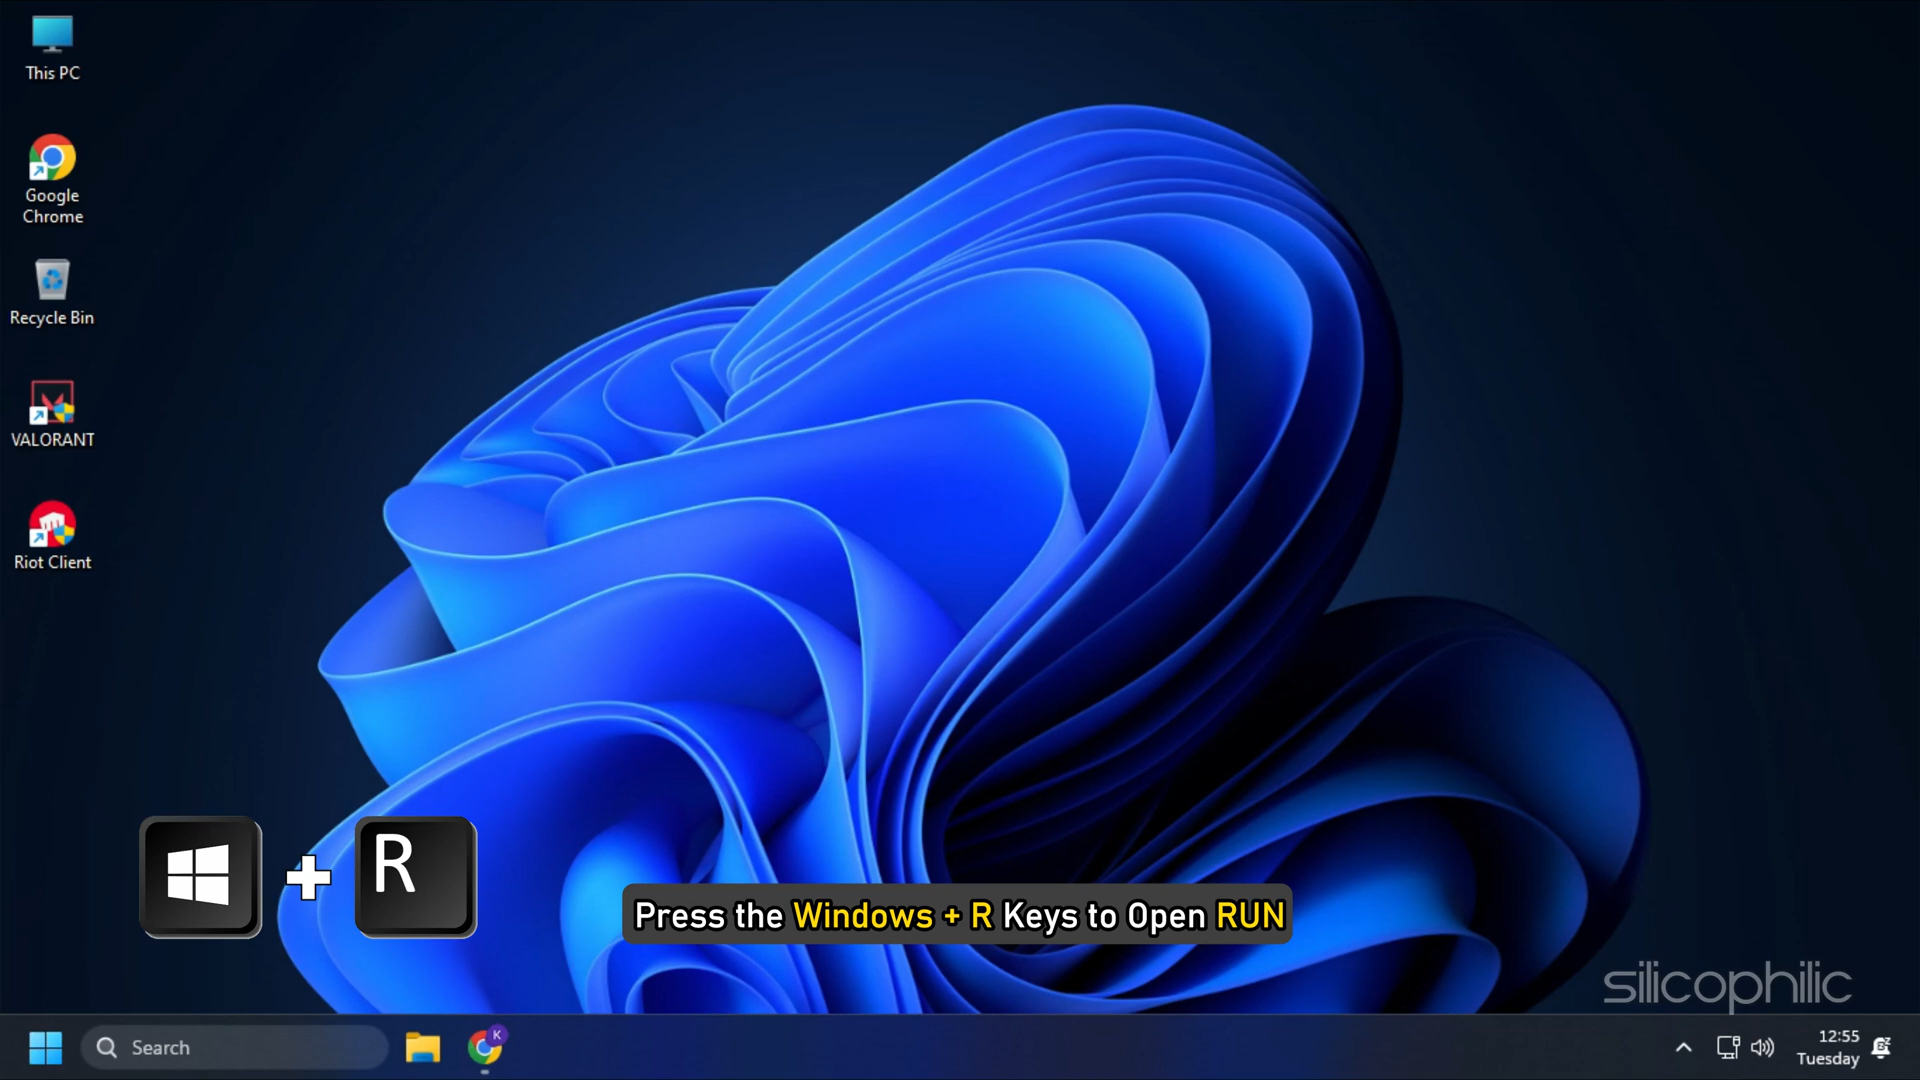 This PC
Google
Chrome
Recycle Bin
VALORANT
Riot Client
R
Press the Windows + R Keys to Open RUN
silicophilic
Search
K
12:55
Tuesday